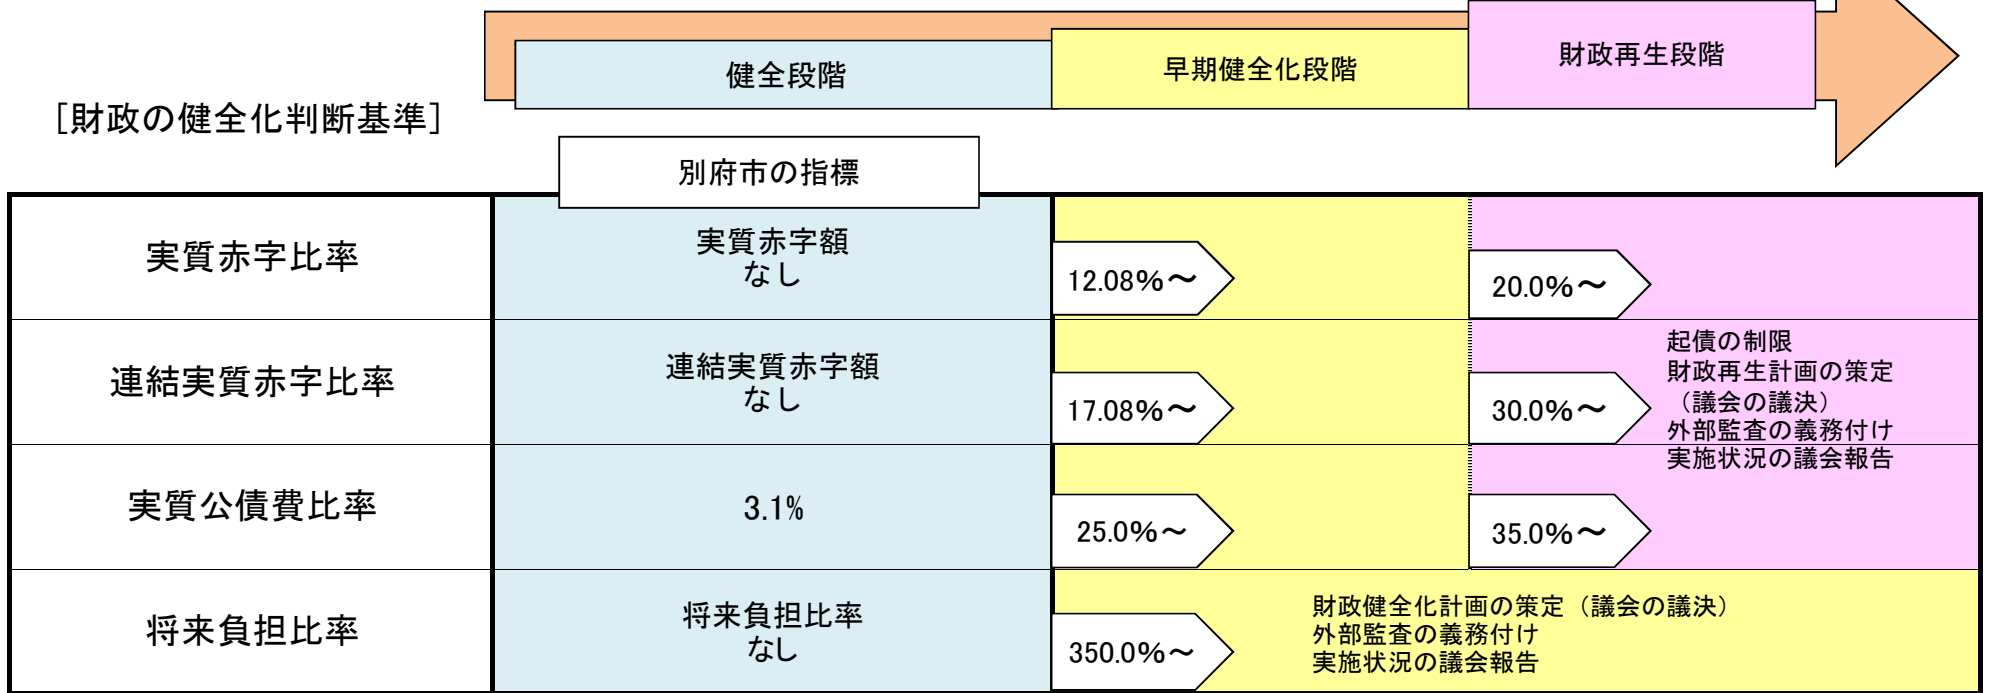 健全段階
早期健全化段階
財政再生段階
[財政の健全化判断基準]
別府市の指標
実質赤字比率
実質赤字額
なし
12.08%～
20.0%～
連結実質赤字比率
連結実質赤字額
なし
17.08%～
30.0%～
起債の制限
財政再生計画の策定
（議会の議決）
外部監査の義務付け
実施状況の議会報告
実質公債費比率
3.1%
25.0%～
35.0%～
将来負担比率
将来負担比率
なし
350.0%～
財政健全化計画の策定（議会の議決）
外部監査の義務付け
実施状況の議会報告